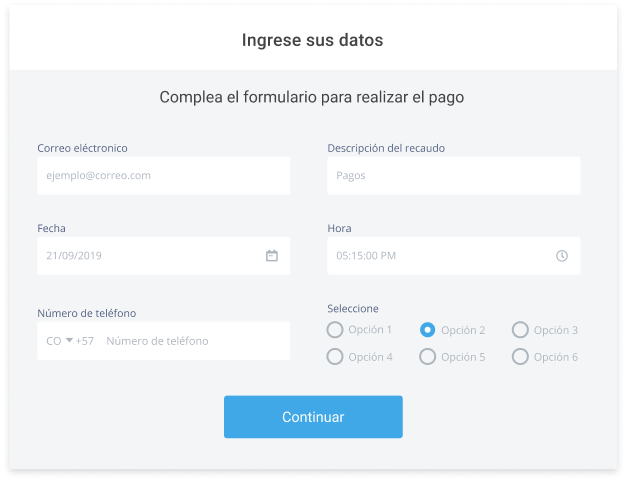 Ingrese sus datos
Complea el formulario para realizar el pago
Correo eléctronico
Descripción del recaudo
ejemplo@correo.com
Pagos
Fecha
Hora
21/09/2019
05:15:00 PM
Número de teléfono
Seleccione
CO +57 Número de teléfono
Opción 1 Opción 2 Opción 3
Opción 4 Opción 5 Opción 6
Continuar